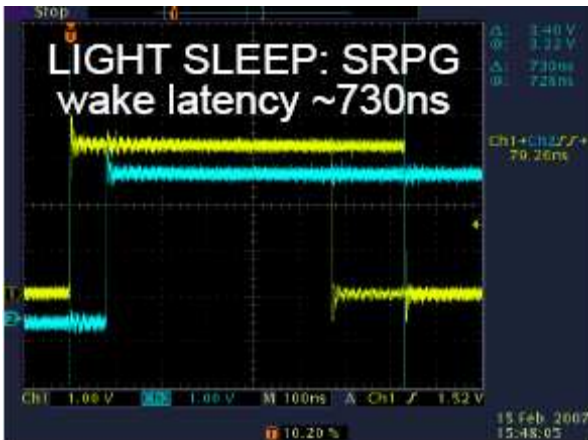 Stop
LIGHT SLEEP: SRPG
wake latency ~730ns
Δ: 3.40 V
@: 3.32 V
Δ: 730ns
@: 728ns
Ch1→Ch2
79.26ns
Ch1 1.00 V 1.00 V M 100ns A Ch1 1.52 V
10.20 %
15 Feb 2007
15:48:05